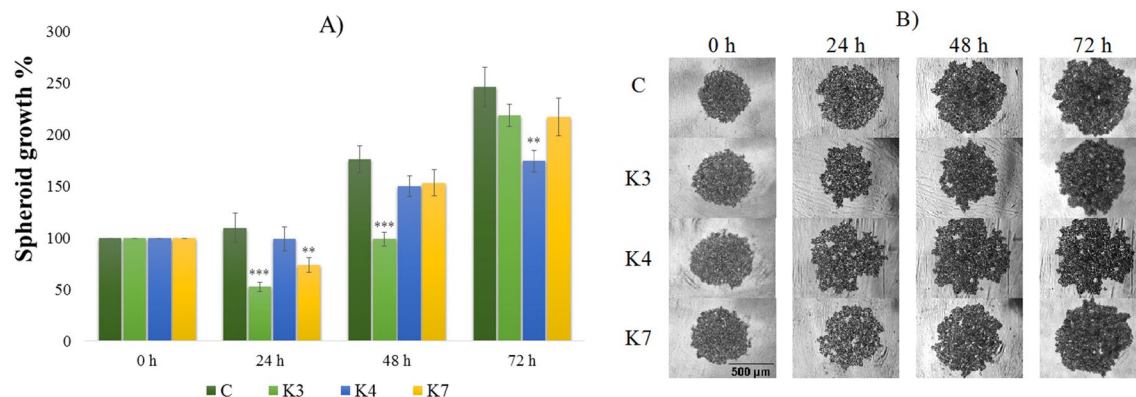 A)
Spheroid growth %
300
250
200
150
100
50
0
***
**
***
**
0 h 24 h 48 h 72 h
C K3 K4 K7
B)
0 h 24 h 48 h 72 h
C
K3
K4
K7
500 µm